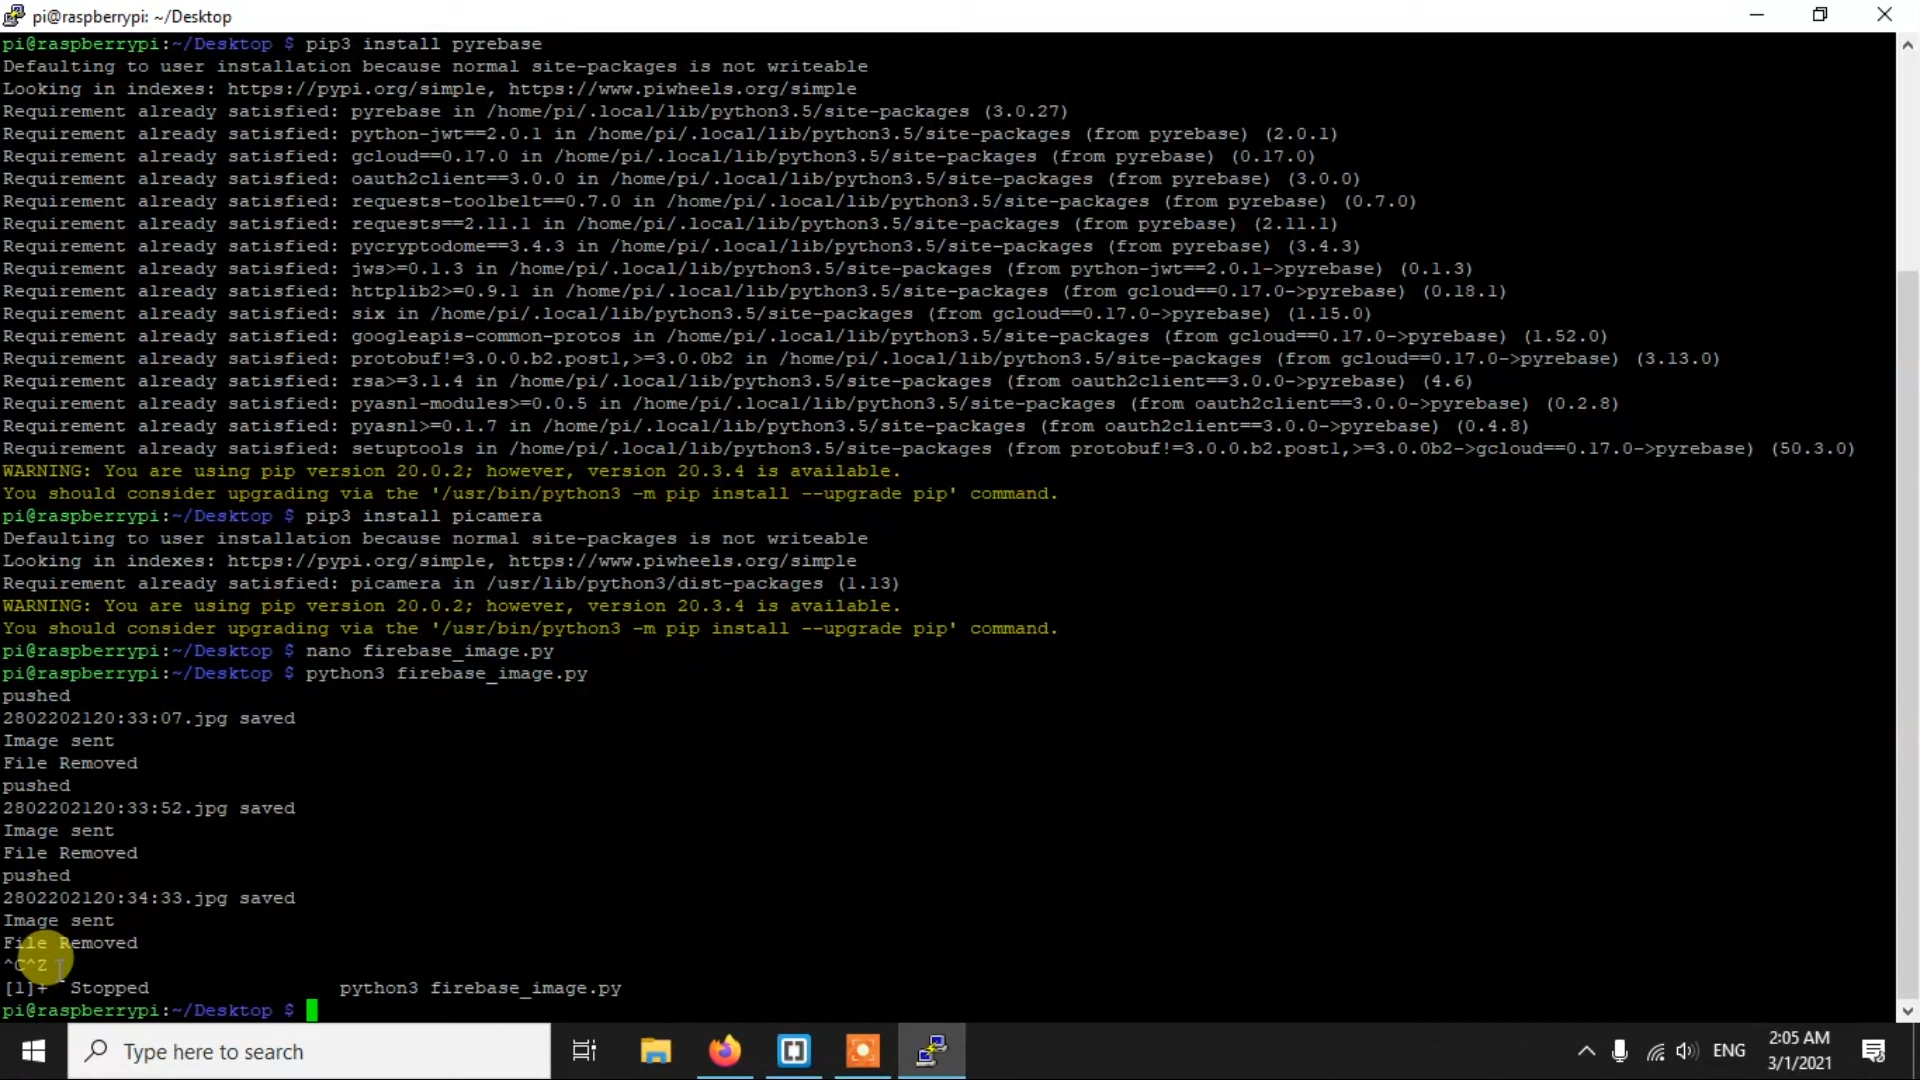 pi@raspberrypi: ~/Desktop
pi@raspberrypi:~/Desktop $ pip3 install pyrebase
Defaulting to user installation because normal site-packages is not writeable
Looking in indexes: https://pypi.org/simple, https://www.piwheels.org/simple
Requirement already satisfied: pyrebase in /home/pi/.local/lib/python3.5/site-packages (3.0.27)
Requirement already satisfied: python-jwt==2.0.1 in /home/pi/.local/lib/python3.5/site-packages (from pyrebase) (2.0.1)
Requirement already satisfied: gcloud==0.17.0 in /home/pi/.local/lib/python3.5/site-packages (from pyrebase) (0.17.0)
Requirement already satisfied: oauth2client==3.0.0 in /home/pi/.local/lib/python3.5/site-packages (from pyrebase) (3.0.0)
Requirement already satisfied: requests-toolbelt==0.7.0 in /home/pi/.local/lib/python3.5/site-packages (from pyrebase) (0.7.0)
Requirement already satisfied: requests==2.11.1 in /home/pi/.local/lib/python3.5/site-packages (from pyrebase) (2.11.1)
Requirement already satisfied: pycryptodome==3.4.3 in /home/pi/.local/lib/python3.5/site-packages (from pyrebase) (3.4.3)
Requirement already satisfied: jws>=0.1.3 in /home/pi/.local/lib/python3.5/site-packages (from python-jwt==2.0.1->pyrebase) (0.1.3)
Requirement already satisfied: httplib2>=0.9.1 in /home/pi/.local/lib/python3.5/site-packages (from gcloud==0.17.0->pyrebase) (0.18.1)
Requirement already satisfied: six in /home/pi/.local/lib/python3.5/site-packages (from gcloud==0.17.0->pyrebase) (1.15.0)
Requirement already satisfied: googleapis-common-protos in /home/pi/.local/lib/python3.5/site-packages (from gcloud==0.17.0->pyrebase) (1.52.0)
Requirement already satisfied: protobuf!=3.0.0.b2.post1,>=3.0.0b2 in /home/pi/.local/lib/python3.5/site-packages (from gcloud==0.17.0->pyrebase) (3.13.0)
Requirement already satisfied: rsa>=3.1.4 in /home/pi/.local/lib/python3.5/site-packages (from oauth2client==3.0.0->pyrebase) (4.6)
Requirement already satisfied: pyasn1-modules>=0.0.5 in /home/pi/.local/lib/python3.5/site-packages (from oauth2client==3.0.0->pyrebase) (0.2.8)
Requirement already satisfied: pyasn1>=0.1.7 in /home/pi/.local/lib/python3.5/site-packages (from oauth2client==3.0.0->pyrebase) (0.4.8)
Requirement already satisfied: setuptools in /home/pi/.local/lib/python3.5/site-packages (from protobuf!=3.0.0.b2.post1,>=3.0.0b2->gcloud==0.17.0->pyrebase) (50.3.0)
WARNING: You are using pip version 20.0.2; however, version 20.3.4 is available.
You should consider upgrading via the '/usr/bin/python3 -m pip install --upgrade pip' command.
pi@raspberrypi:~/Desktop $ pip3 install picamera
Defaulting to user installation because normal site-packages is not writeable
Looking in indexes: https://pypi.org/simple, https://www.piwheels.org/simple
Requirement already satisfied: picamera in /usr/lib/python3/dist-packages (1.13)
WARNING: You are using pip version 20.0.2; however, version 20.3.4 is available.
You should consider upgrading via the '/usr/bin/python3 -m pip install --upgrade pip' command.
pi@raspberrypi:~/Desktop $ nano firebase_image.py
pi@raspberrypi:~/Desktop $ python3 firebase_image.py
pushed
2802202120:33:07.jpg saved
Image sent
File Removed
pushed
2802202120:33:52.jpg saved
Image sent
File Removed
pushed
2802202120:34:33.jpg saved
Image sent
File Removed
^C^Z
[1]+  Stopped                 python3 firebase_image.py
pi@raspberrypi:~/Desktop $
Type here to search
ENG
2:05 AM
3/1/2021